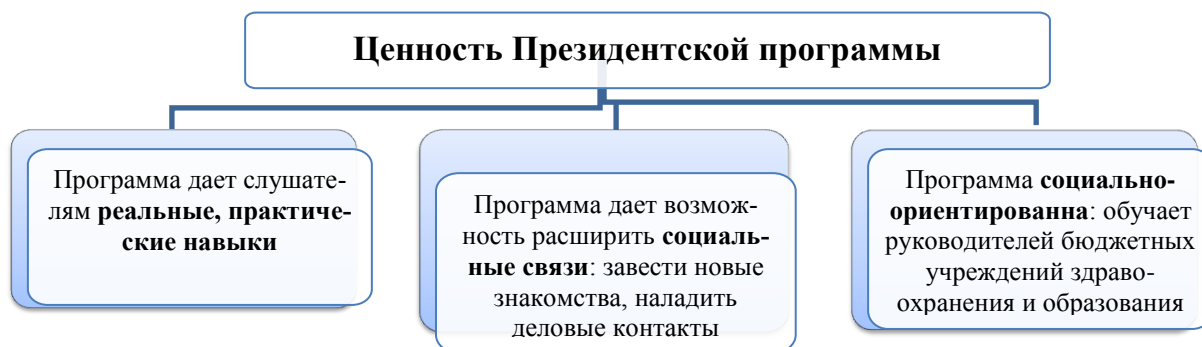 Ценность Президентской программы
Программа дает слушате-
лям реальные, практиче-
ские навыки
Программа дает возмож-
ность расширить социаль-
ные связи: завести новые
знакомства, наладить
деловые контакты
Программа социально-
ориентированна: обучает
руководителей бюджетных
учреждений здраво-
охранения и образования